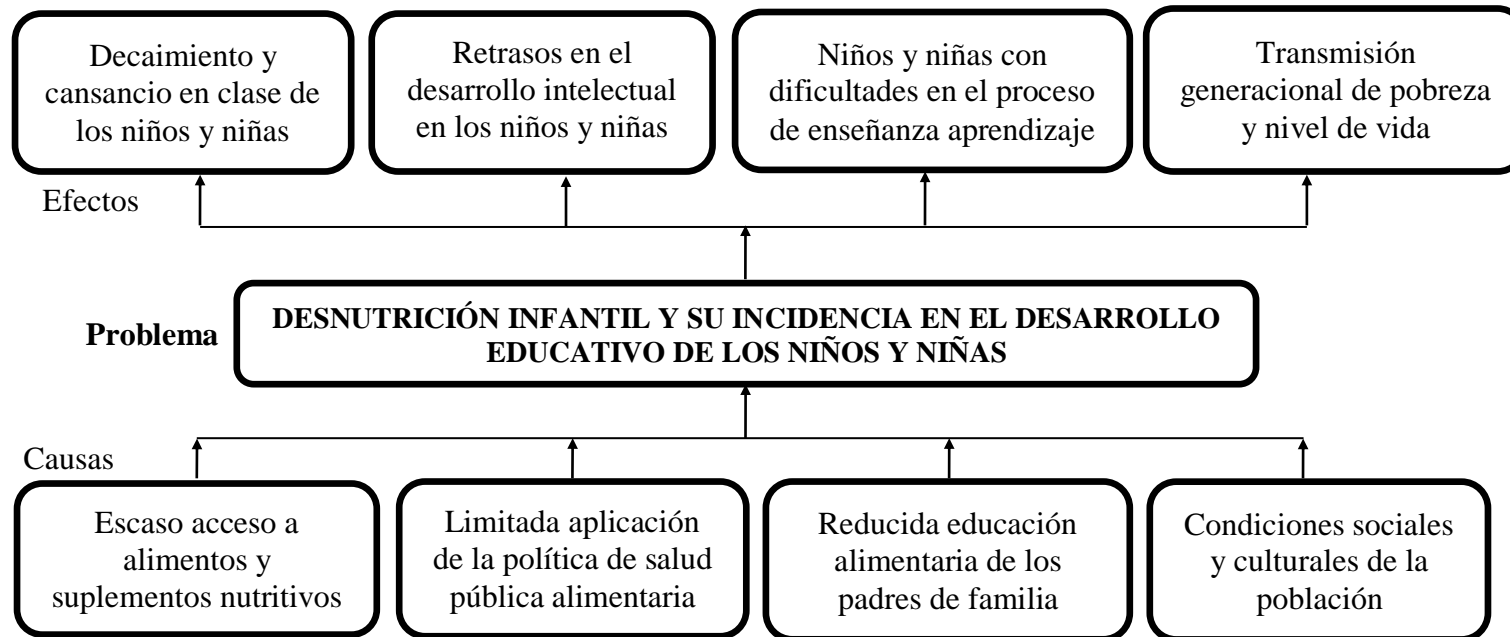 Decaimiento y
cansancio en clase de
los niños y niñas
Retrasos en el
desarrollo intelectual
en los niños y niñas
Niños y niñas con
dificultades en el proceso
de enseñanza aprendizaje
Transmisión
generacional de pobreza
y nivel de vida
Efectos
Problema
DESNUTRICIÓN INFANTIL Y SU INCIDENCIA EN EL DESARROLLO
EDUCATIVO DE LOS NIÑOS Y NIÑAS
Causas
Escaso acceso a
alimentos y
suplementos nutritivos
Limitada aplicación
de la política de salud
pública alimentaria
Reducida educación
alimentaria de los
padres de familia
Condiciones sociales
y culturales de la
población